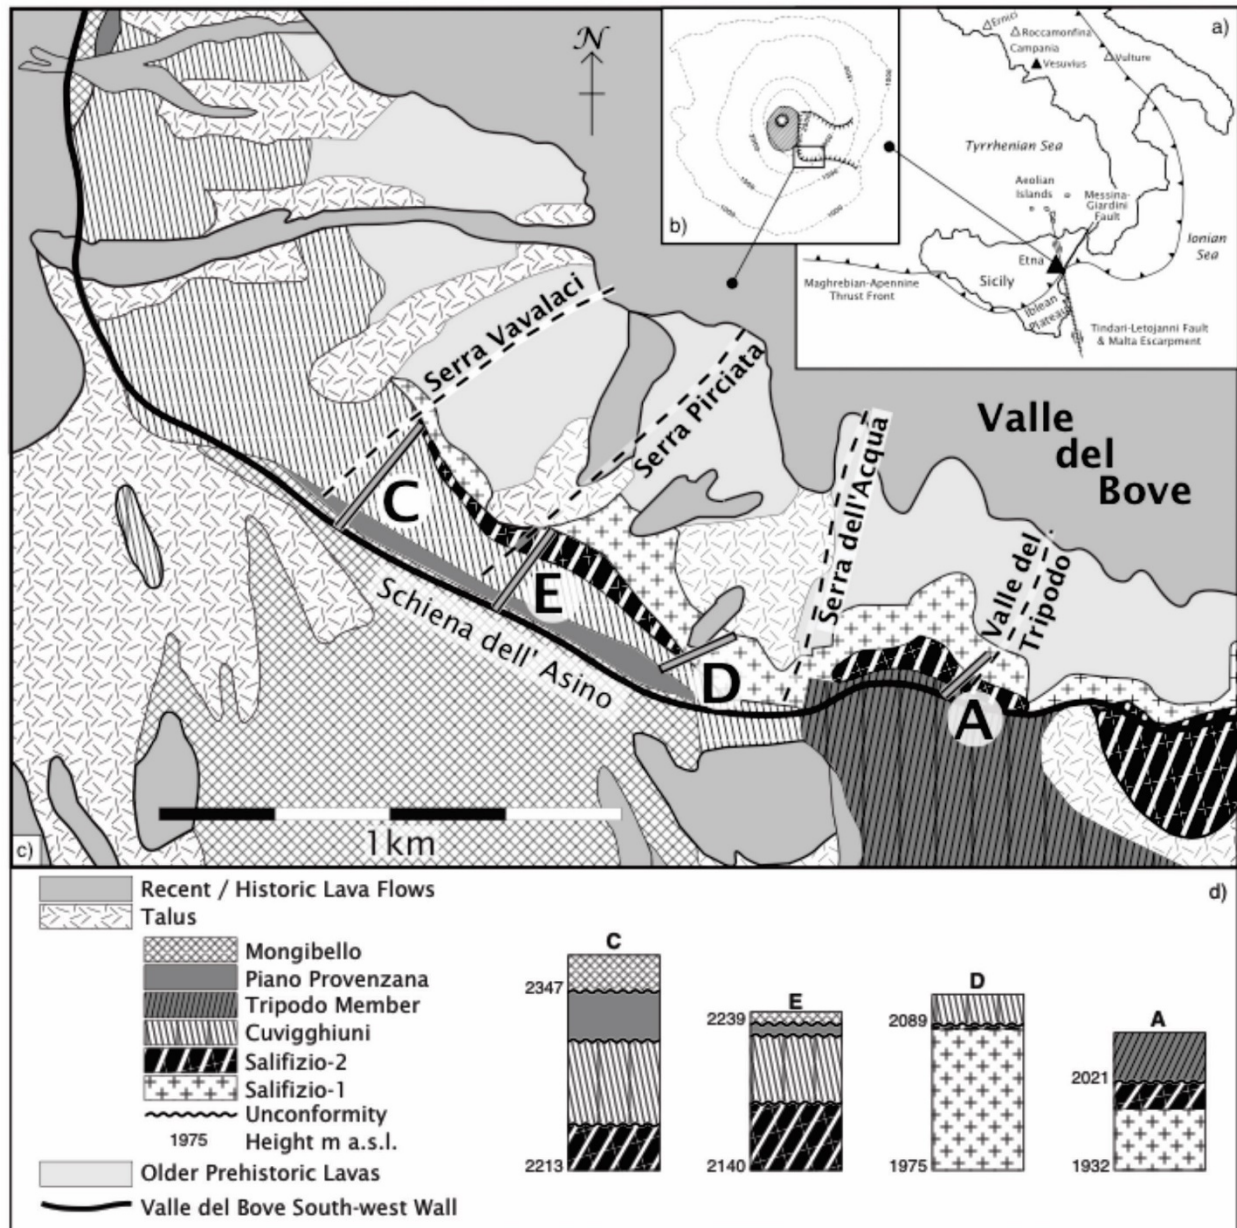 N
a)
Ernici
Roccamonfina
Campania
Vesuvius
Vulture
Tyrrhenian Sea
Aeolian
Islands
Messina-
Giardini
Fault
Ionian
Sea
Etna
Sicily
Maghrebian-Apennine
Thrust Front
Iblean
Plateau
Tindari-Letojanni Fault
& Malta Escarpment
b)
1000
1000
Serra Vavalaci
Serra Pirciata
Serra dell'Acqua
Valle
del
Bove
Valle del
Tripodo
C
E
D
A
Schiena dell' Asino
1km
c)
d)
Recent / Historic Lava Flows
Talus
Mongibello
Piano Provenzana
Tripodo Member
Cuvigghiuni
Salifizio-2
Salifizio-1
Unconformity
1975 Height m a.s.l.
Older Prehistoric Lavas
Valle del Bove South-west Wall
C
2347
2213
E
2239
2140
D
2089
1975
A
2021
1932